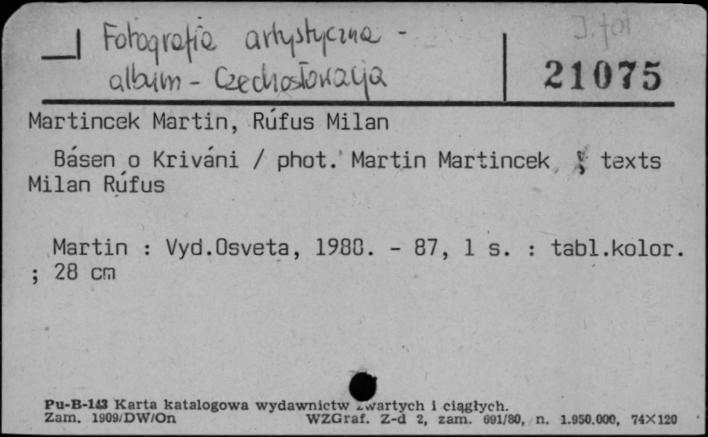 Fotografia artystyczna -
album - Czechosłowacja
J. fot
21075
Martincek Martin, Rúfus Milan
Básen o Kriváni / phot. Martin Martincek ; texts
Milan Rúfus
Martin : Vyd.Osveta, 1980. - 87, 1 s. : tabl.kolor.
; 28 cm
Pu-B-143 Karta katalogowa wydawnictw zwartych i ciągłych.
Zam. 1909/DW/On WZGraf. Z-d 2, zam. 691/80, n. 1.950.000, 74X120